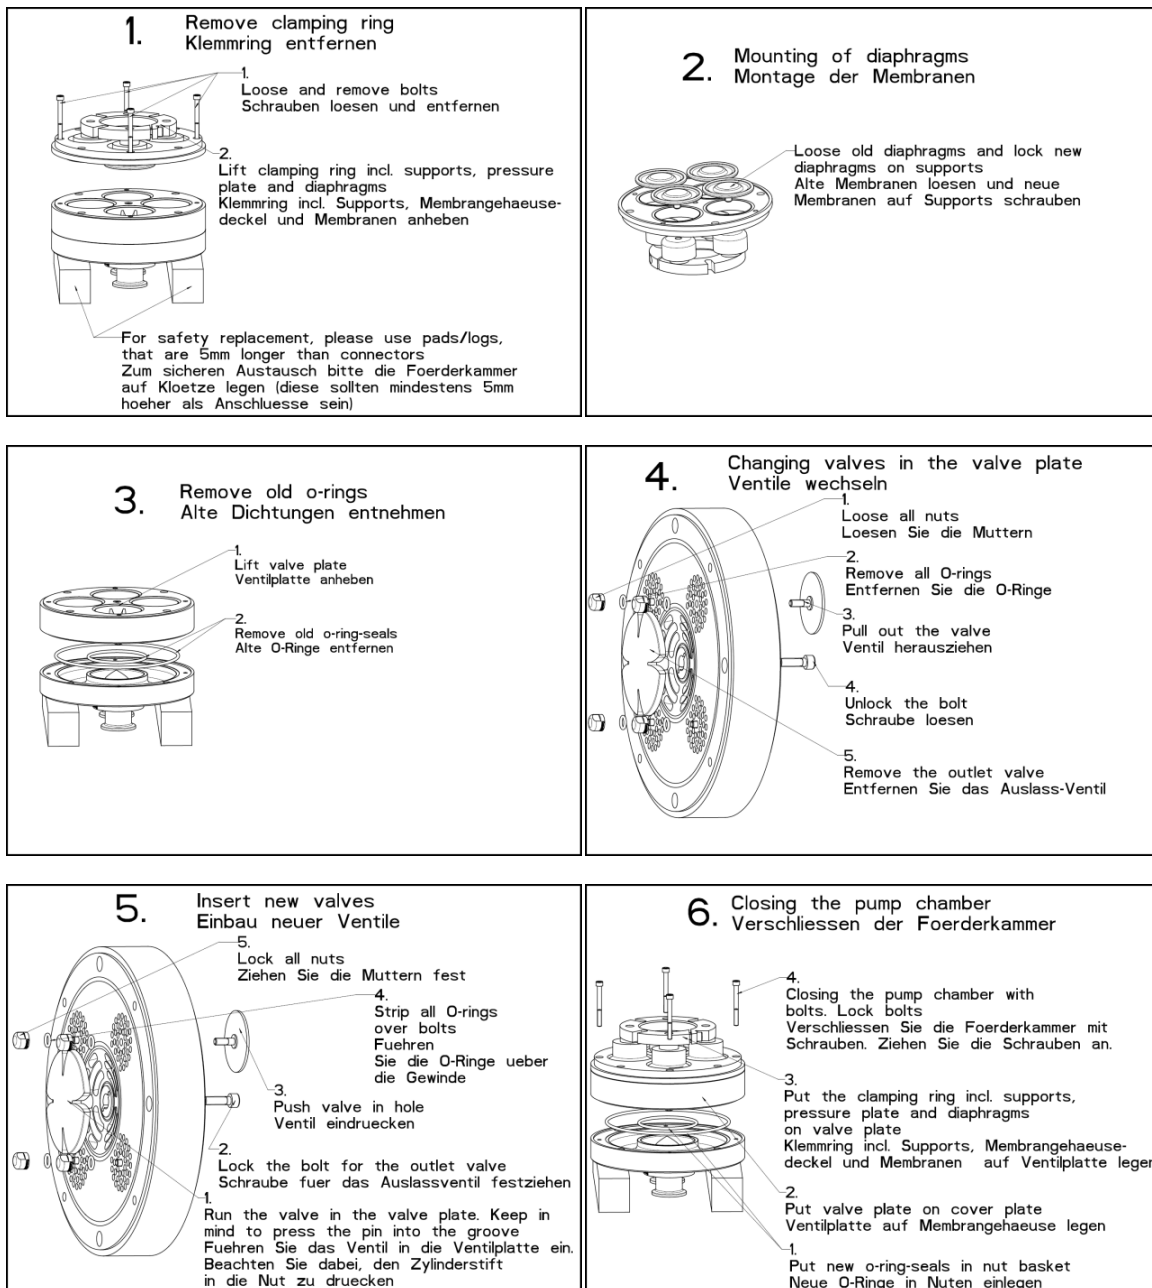 1.
Remove clamping ring
Klemmring entfernen
1.
Loose and remove bolts
Schrauben loesen und entfernen
2.
Lift clamping ring incl. supports, pressure
plate and diaphragms
Klemmring incl. Supports, Membrangehaeuse-
deckel und Membranen anheben
For safety replacement, please use pads/logs,
that are 5mm longer than connectors
Zum sicheren Austausch bitte die Foerderkammer
auf Kloetze legen (diese sollten mindestens 5mm
hoeher als Anschluesse sein)
2.
Mounting of diaphragms
Montage der Membranen
Loose old diaphragms and lock new
diaphragms on supports
Alte Membranen loesen und neue
Membranen auf Supports schrauben
3.
Remove old o-rings
Alte Dichtungen entnehmen
1.
Lift valve plate
Ventilplatte anheben
2.
Remove old o-ring-seals
Alte O-Ringe entfernen
4.
Changing valves in the valve plate
Ventile wechseln
1.
Loose all nuts
Loesen Sie die Muttern
2.
Remove all O-rings
Entfernen Sie die O-Ringe
3.
Pull out the valve
Ventil herausziehen
4.
Unlock the bolt
Schraube loesen
5.
Remove the outlet valve
Entfernen Sie das Auslass-Ventil
5.
Insert new valves
Einbau neuer Ventile
5.
Lock all nuts
Ziehen Sie die Muttern fest
4.
Strip all O-rings
over bolts
Fuehren
Sie die O-Ringe ueber
die Gewinde
3.
Push valve in hole
Ventil eindruecken
2.
Lock the bolt for the outlet valve
Schraube fuer das Auslassventil festziehen
1.
Run the valve in the valve plate. Keep in
mind to press the pin into the groove
Fuehren Sie das Ventil in die Ventilplatte ein.
Beachten Sie dabei, den Zylinderstift
in die Nut zu druecken
6.
Closing the pump chamber
Verschliessen der Foerderkammer
4.
Closing the pump chamber with
bolts. Lock bolts
Verschliessen Sie die Foerderkammer mit
Schrauben. Ziehen Sie die Schrauben an.
3.
Put the clamping ring incl. supports,
pressure plate and diaphragms
on valve plate
Klemmring incl. Supports, Membrangehaeuse-
deckel und Membranen auf Ventilplatte legen
2.
Put valve plate on cover plate
Ventilplatte auf Membrangehaeuse legen
1.
Put new o-ring-seals in nut basket
Neue O-Ringe in Nuten einlegen